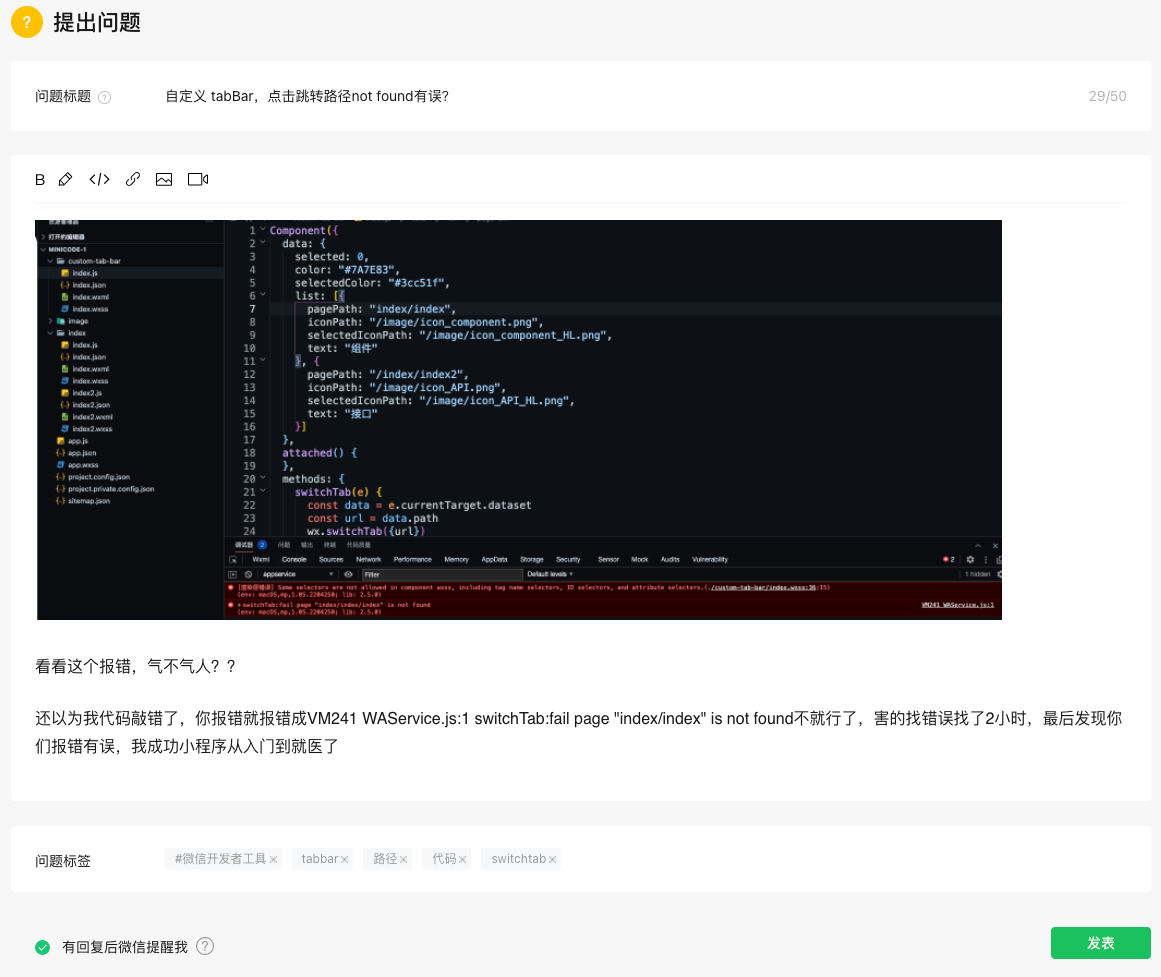 ? 提出问题
问题标题 ?
自定义 tabBar，点击跳转路径not found有误?
29/50
B
打开的编辑器
MINICODE-1
custom-tab-bar
index.js
index.json
index.wxml
index.wxss
image
index
index.js
index.json
index.wxml
index.wxss
index2.js
index2.json
index2.wxml
index2.wxss
app.js
app.json
app.wxss
project.config.json
project.private.config.json
sitemap.json
1 Component({
2 data: {
3 selected: 0,
4 color: "#7A7E83",
5 selectedColor: "#3cc51f",
6 list: [{
7 pagePath: "index/index",
8 iconPath: "/image/icon_component.png",
9 selectedIconPath: "/image/icon_component_HL.png",
10 text: "组件"
11 }, {
12 pagePath: "/index/index2",
13 iconPath: "/image/icon_API.png",
14 selectedIconPath: "/image/icon_API_HL.png",
15 text: "接口"
16 }]
17 },
18 attached() {
19 },
20 methods: {
21 switchTab(e) {
22 const data = e.currentTarget.dataset
23 const url = data.path
24 wx.switchTab({url})
调试器 2 问题 输出 终端 代码质量
Wxml Console Sources Network Performance Memory AppData Storage Security Sensor Mock Audits Vulnerability 2
appservice Filter Default levels 1 hidden
[渲染层错误] Some selectors are not allowed in component wxss, including tag name selectors, ID selectors, and attribute selectors.(./custom-tab-bar/index.wxss:36:15)
(env: macOS,mp,1.05.2204250; lib: 2.5.0)
switchTab:fail page "index/index/index" is not found VM241 WAService.js:1
(env: macOS,mp,1.05.2204250; lib: 2.5.0)
看看这个报错，气不气人？？
还以为我代码敲错了，你报错就报错成VM241 WAService.js:1 switchTab:fail page "index/index" is not found不就行了，害的找错误找了2小时，最后发现你
们报错有误，我成功小程序从入门到就医了
问题标签
#微信开发者工具 tabbar 路径 代码 switchtab
有回复后微信提醒我 ?
发表